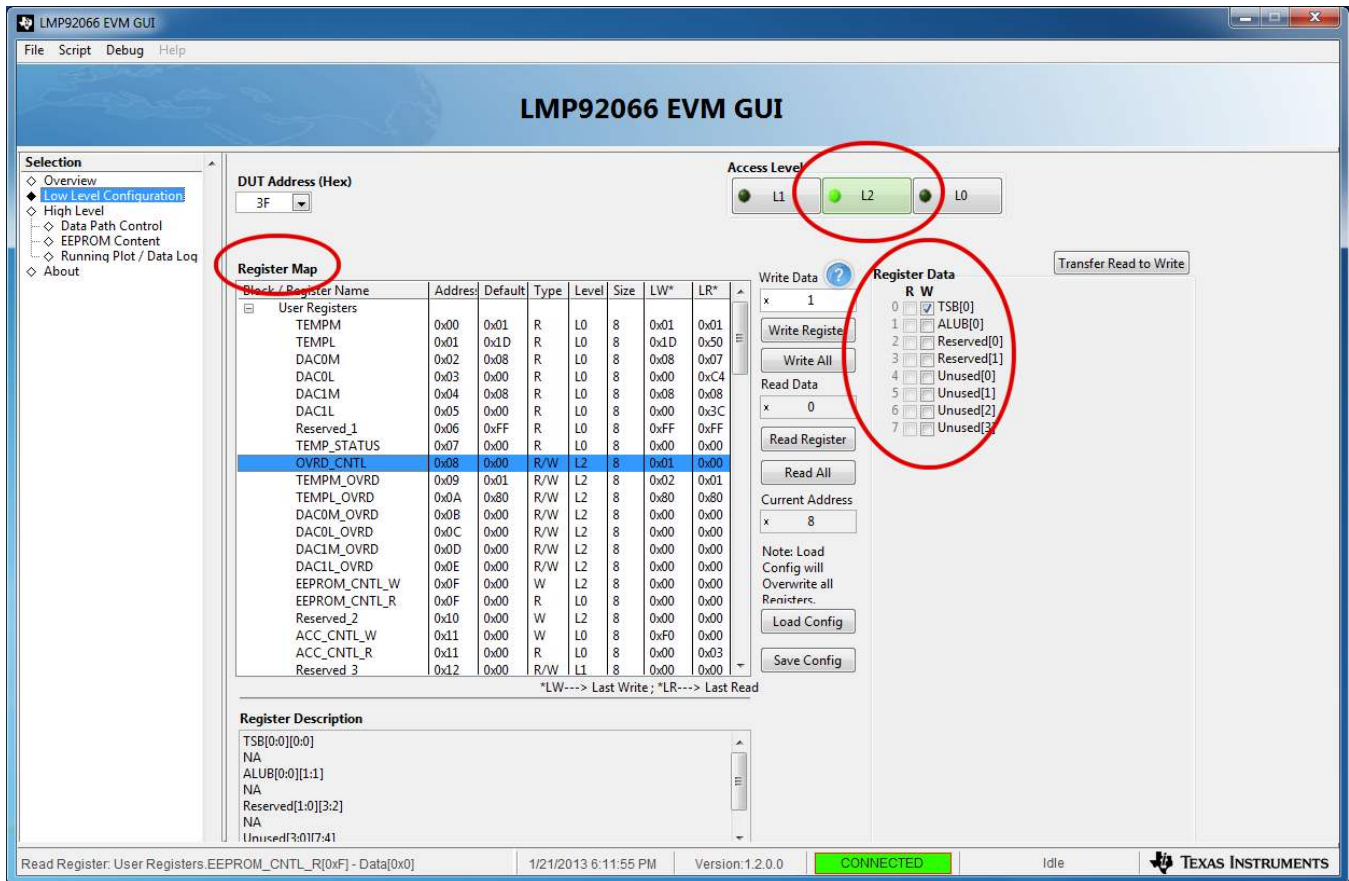 LMP92066 EVM GUI
File Script Debug Help
LMP92066 EVM GUI
Selection
Overview
Low Level Configuration
High Level
Data Path Control
EEPROM Content
Running Plot / Data Log
About
DUT Address (Hex)
3F
Access Level
L1 L2 L0
Register Map
Block / Register Name Address Default Type Level Size LW* LR*
User Registers
TEMPM 0x00 0x01 R L0 8 0x01 0x01
TEMPL 0x01 0x1D R L0 8 0x1D 0x50
DAC0M 0x02 0x08 R L0 8 0x08 0x07
DAC0L 0x03 0x00 R L0 8 0x00 0xC4
DAC1M 0x04 0x08 R L0 8 0x08 0x08
DAC1L 0x05 0x00 R L0 8 0x00 0x3C
Reserved_1 0x06 0xFF R L0 8 0xFF 0xFF
TEMP_STATUS 0x07 0x00 R L0 8 0x00 0x00
OVRD_CNTL 0x08 0x00 R/W L2 8 0x01 0x00
TEMPM_OVRD 0x09 0x01 R/W L2 8 0x02 0x01
TEMPL_OVRD 0x0A 0x80 R/W L2 8 0x80 0x80
DAC0M_OVRD 0x0B 0x00 R/W L2 8 0x00 0x00
DAC0L_OVRD 0x0C 0x00 R/W L2 8 0x00 0x00
DAC1M_OVRD 0x0D 0x00 R/W L2 8 0x00 0x00
DAC1L_OVRD 0x0E 0x00 R/W L2 8 0x00 0x00
EEPROM_CNTL_W 0x0F 0x00 W L2 8 0x00 0x00
EEPROM_CNTL_R 0x0F 0x00 R L0 8 0x00 0x00
Reserved_2 0x10 0x00 W L2 8 0x00 0x00
ACC_CNTL_W 0x11 0x00 W L0 8 0xF0 0x00
ACC_CNTL_R 0x11 0x00 R L0 8 0x00 0x03
Reserved_3 0x12 0x00 R/W L1 8 0x00 0x00
*LW---> Last Write ; *LR---> Last Read
Write Data ?
x 1
Write Register
Write All
Read Data
x 0
Read Register
Read All
Current Address
x 8
Note: Load
Config will
Overwrite all
Registers.
Load Config
Save Config
Register Data
R W
0 TSB[0]
1 ALUB[0]
2 Reserved[0]
3 Reserved[1]
4 Unused[0]
5 Unused[1]
6 Unused[2]
7 Unused[3]
Transfer Read to Write
Register Description
TSB[0:0][0:0]
NA
ALUB[0:0][1:1]
NA
Reserved[1:0][3:2]
NA
Unused[3:0][7:4]
Read Register: User Registers.EEPROM_CNTL_R[0xF] - Data[0x0] 1/21/2013 6:11:55 PM Version:1.2.0.0 CONNECTED Idle TEXAS INSTRUMENTS